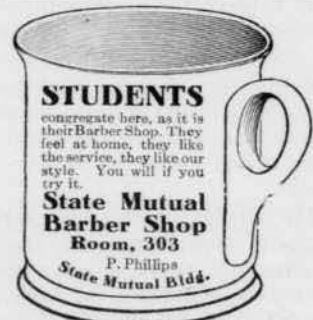 STUDENTS
congregate here, as it is
their Barber Shop. They
feel at home, they like
the service, they like our
style. You will if you
try it.
State Mutual
Barber Shop
Room, 303
P. Phillips
State Mutual Bldg.